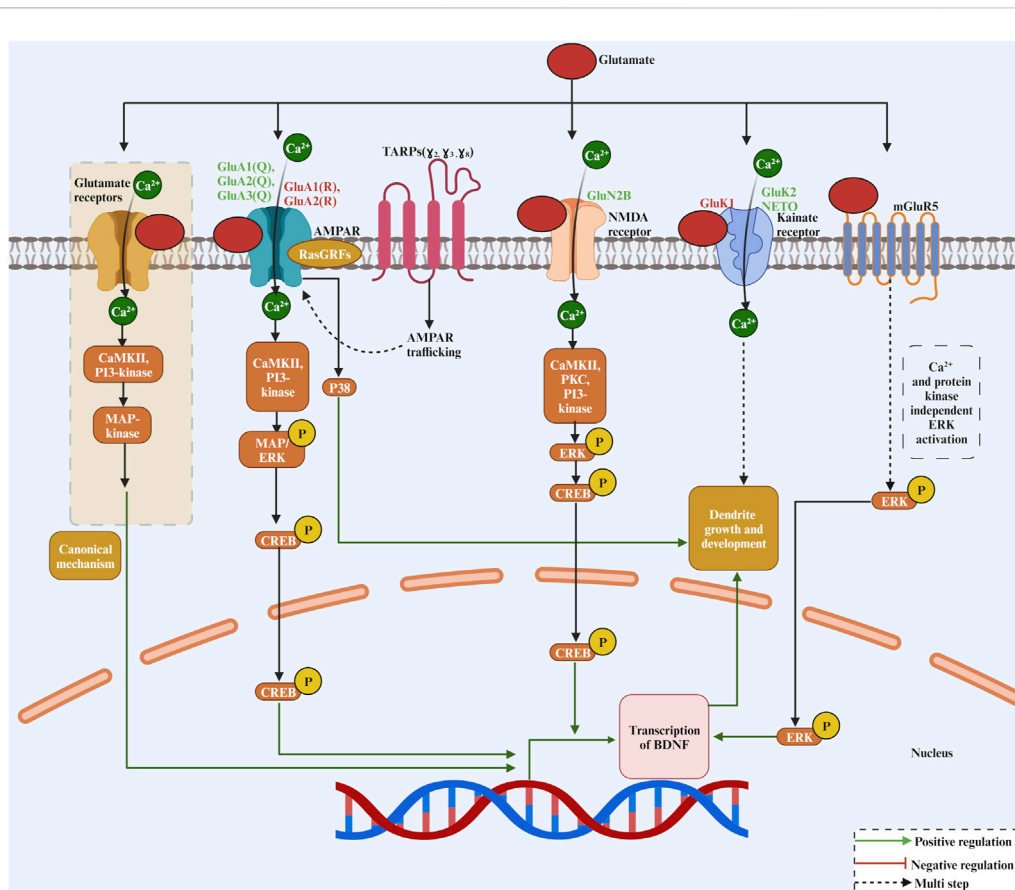 Glutamate
Ca²⁺
Glutamate
receptors
Ca²⁺
CaMKII,
PI3-kinase
MAP-
kinase
Canonical
mechanism
Ca²⁺
GluA1(Q),
GluA2(Q),
GluA3(Q)
GluA1(R),
GluA2(R)
AMPAR
RasGRFs
Ca²⁺
CaMKII,
PI3-
kinase
P38
MAP/
ERK
P
CREB
P
CREB
P
TARPs(ɣ₂, ɣ₃ ,ɣ₈)
AMPAR
trafficking
Ca²⁺
GluN2B
NMDA
receptor
Ca²⁺
CaMKII,
PKC,
PI3-
kinase
ERK
P
CREB
P
CREB
P
Ca²⁺
GluK1
GluK2
NETO
Kainate
receptor
Ca²⁺
Dendrite
growth and
development
mGluR5
Ca²⁺
and protein
kinase
independent
ERK
activation
ERK
P
ERK
P
Transcription
of BDNF
Nucleus
Positive regulation
Negative regulation
Multi step